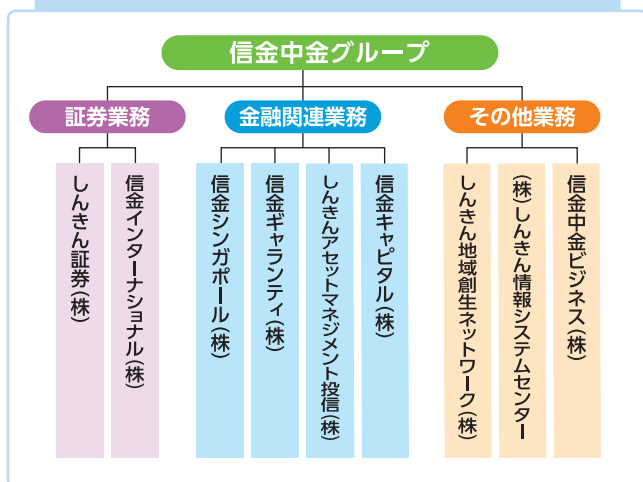 信金中金グループ
証券業務
金融関連業務
その他業務
しんきん証券(株)
信金インターナショナル(株)
信金シンガポール(株)
信金ギャランティ(株)
しんきんアセットマネジメント投信(株)
信金キャピタル(株)
しんきん地域創生ネットワーク(株)
(株)しんきん情報システムセンター
信金中金ビジネス(株)